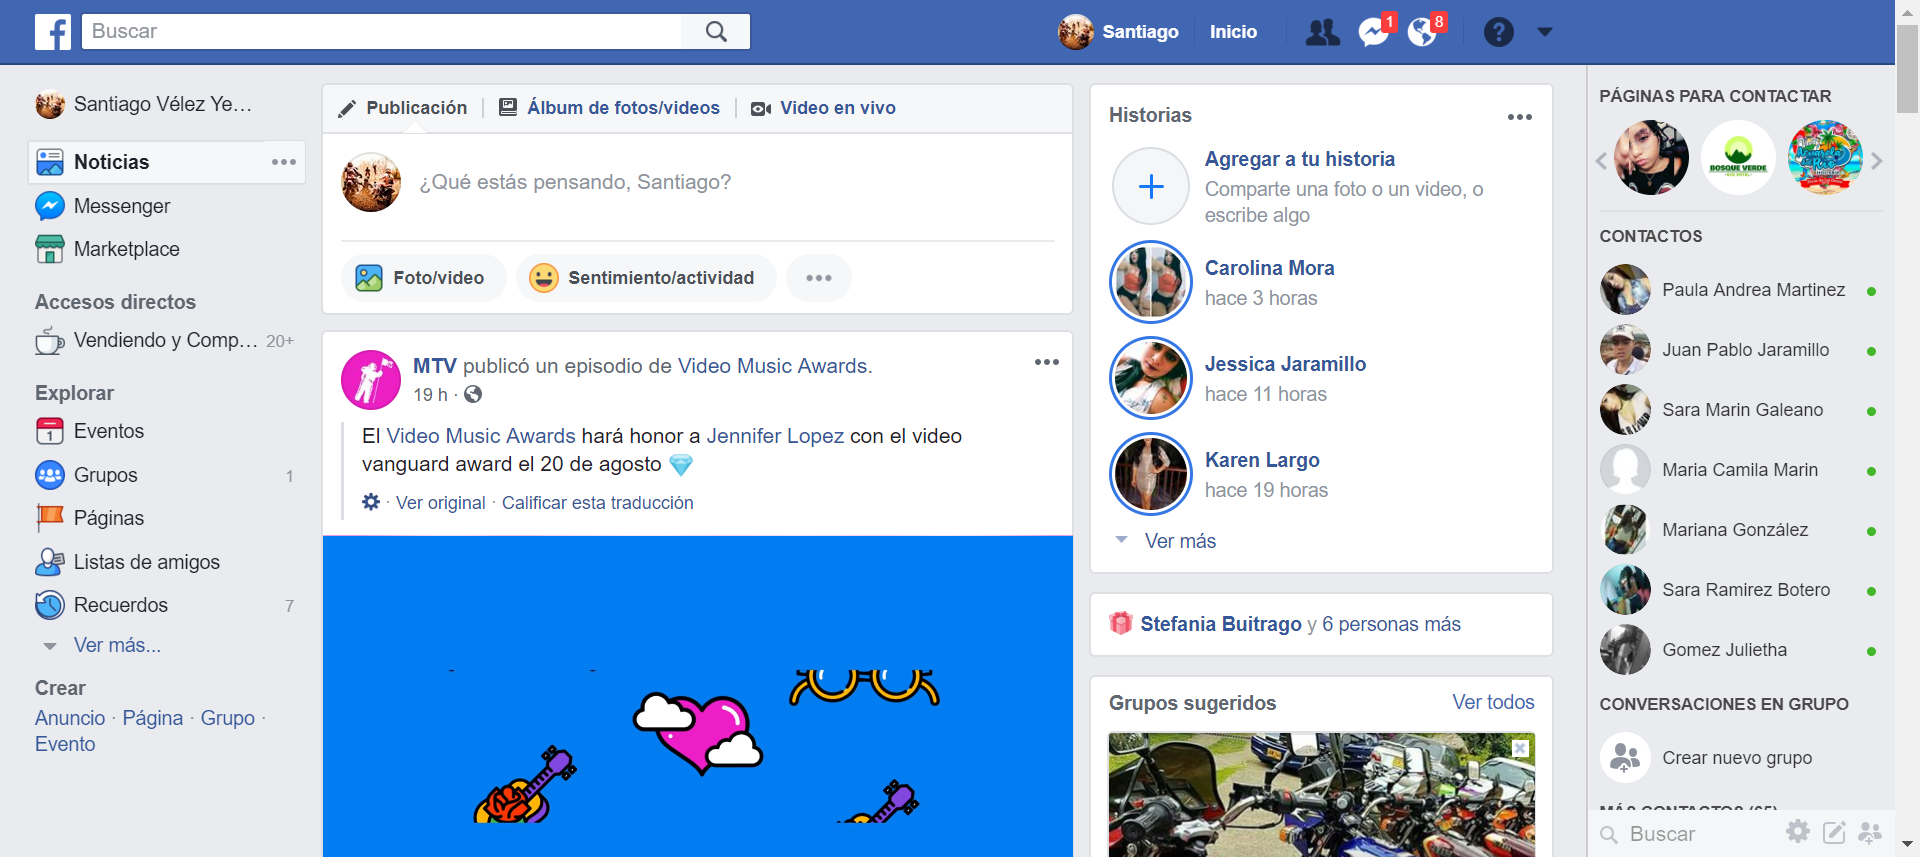 Buscar
Santiago
Inicio
1
8
Santiago Vélez Ye...
Noticias
Messenger
Marketplace
Accesos directos
Vendiendo y Comp... 20+
Explorar
1
Eventos
Grupos 1
Páginas
Listas de amigos
Recuerdos 7
Ver más...
Crear
Anuncio · Página · Grupo ·
Evento
Publicación
Álbum de fotos/videos
Video en vivo
¿Qué estás pensando, Santiago?
Foto/video
Sentimiento/actividad
MTV publicó un episodio de Video Music Awards.
19 h ·
El Video Music Awards hará honor a Jennifer Lopez con el video
vanguard award el 20 de agosto
· Ver original · Calificar esta traducción
Historias
Agregar a tu historia
Comparte una foto o un video, o
escribe algo
Carolina Mora
hace 3 horas
Jessica Jaramillo
hace 11 horas
Karen Largo
hace 19 horas
Ver más
Stefania Buitrago y 6 personas más
Grupos sugeridos
Ver todos
PÁGINAS PARA CONTACTAR
BOSQUE VERDE
CONTACTOS
Paula Andrea Martinez
Juan Pablo Jaramillo
Sara Marin Galeano
Maria Camila Marin
Mariana González
Sara Ramirez Botero
Gomez Julietha
CONVERSACIONES EN GRUPO
Crear nuevo grupo
MÁS CONTACTOS (65)
Buscar